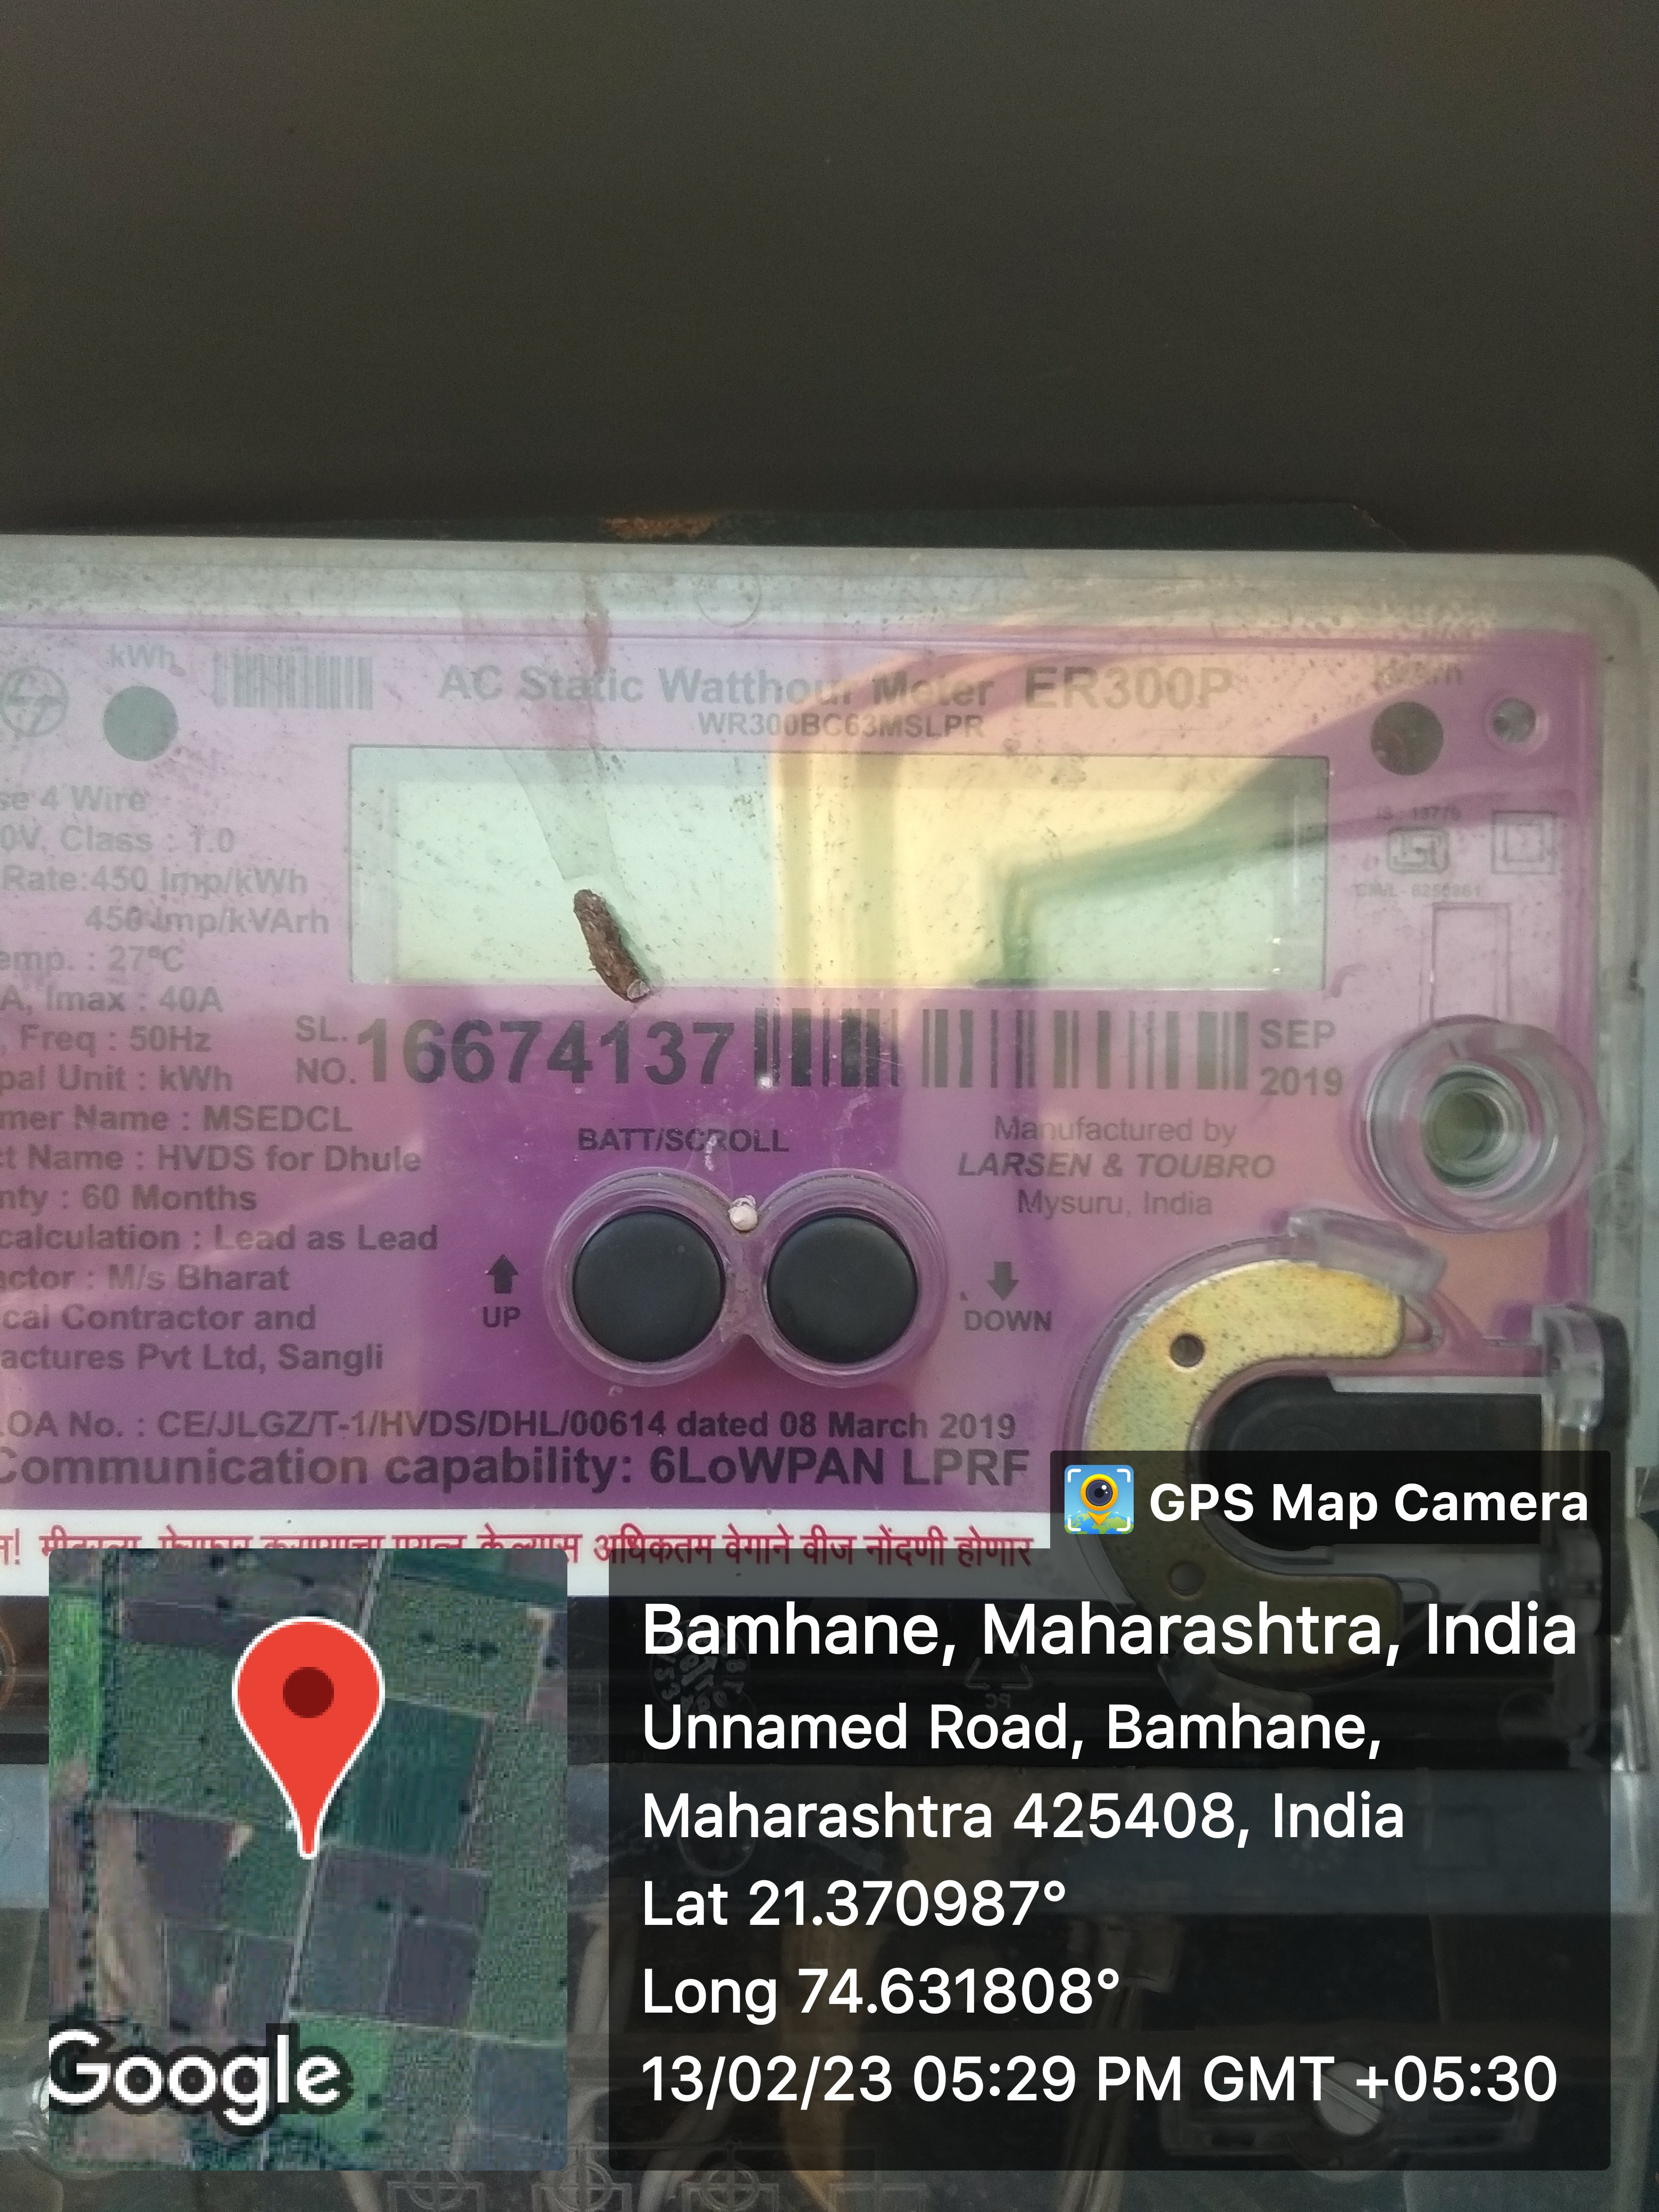 kWh
AC Static Watthour Meter ER300P
WR300BC63MSLPR
se 4 Wire
0V, Class : 1.0
Rate:450 Imp/kWh
450 Imp/kVArh
emp. : 27°C
A, Imax : 40A
, Freq : 50Hz
pal Unit : kWh
mer Name : MSEDCL
ct Name : HVDS for Dhule
nty : 60 Months
calculation : Lead as Lead
actor : M/s Bharat
cal Contractor and
actures Pvt Ltd, Sangli
IS : 13779
SL. NO. 16674137
SEP
2019
BATT/SCROLL
UP
DOWN
Manufactured by
LARSEN & TOUBRO
Mysuru, India
LOA No. : CE/JLGZ/T-1/HVDS/DHL/00614 dated 08 March 2019
Communication capability: 6LoWPAN LPRF
केल्यास अधिकतम वेगाने वीज नोंदणी होणार
GPS Map Camera
Bamhane, Maharashtra, India
Unnamed Road, Bamhane,
Maharashtra 425408, India
Lat 21.370987°
Long 74.631808°
13/02/23 05:29 PM GMT +05:30
Google